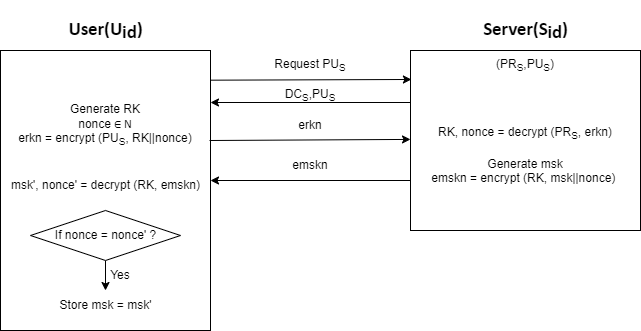 User(Uid)
Server(Sid)
Request PUS
(PRS,PUS)
DCS,PUS
Generate RK
nonce ∈ N
erkn = encrypt (PUS, RK||nonce)
erkn
RK, nonce = decrypt (PRS, erkn)
emskn
Generate msk
emskn = encrypt (RK, msk||nonce)
msk', nonce' = decrypt (RK, emskn)
If nonce = nonce' ?
Yes
Store msk = msk'